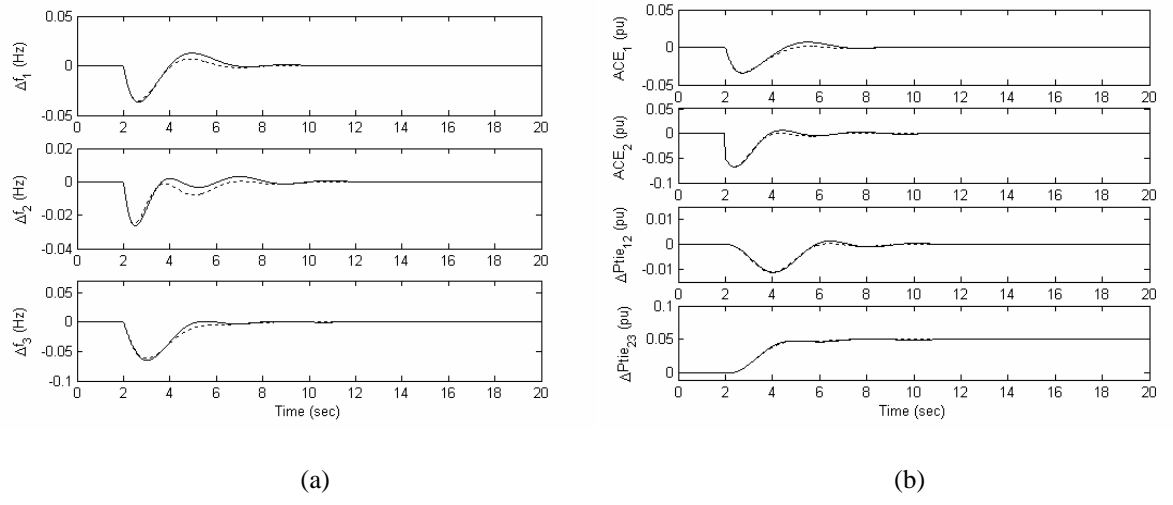 0.05
0
-0.05
Δf1 (Hz)
0 2 4 6 8 10 12 14 16 18 20
0.02
0
-0.02
-0.04
Δf2 (Hz)
0 2 4 6 8 10 12 14 16 18 20
0.05
0
-0.05
-0.1
Δf3 (Hz)
0 2 4 6 8 10 12 14 16 18 20
Time (sec)
(a)
0.05
0
-0.05
ACE1 (pu)
0 2 4 6 8 10 12 14 16 18 20
0.05
0
-0.05
-0.1
ACE2 (pu)
0 2 4 6 8 10 12 14 16 18 20
0.01
0
-0.01
ΔPtie12 (pu)
0 2 4 6 8 10 12 14 16 18 20
0.1
0.05
0
ΔPtie23 (pu)
0 2 4 6 8 10 12 14 16 18 20
Time (sec)
(b)